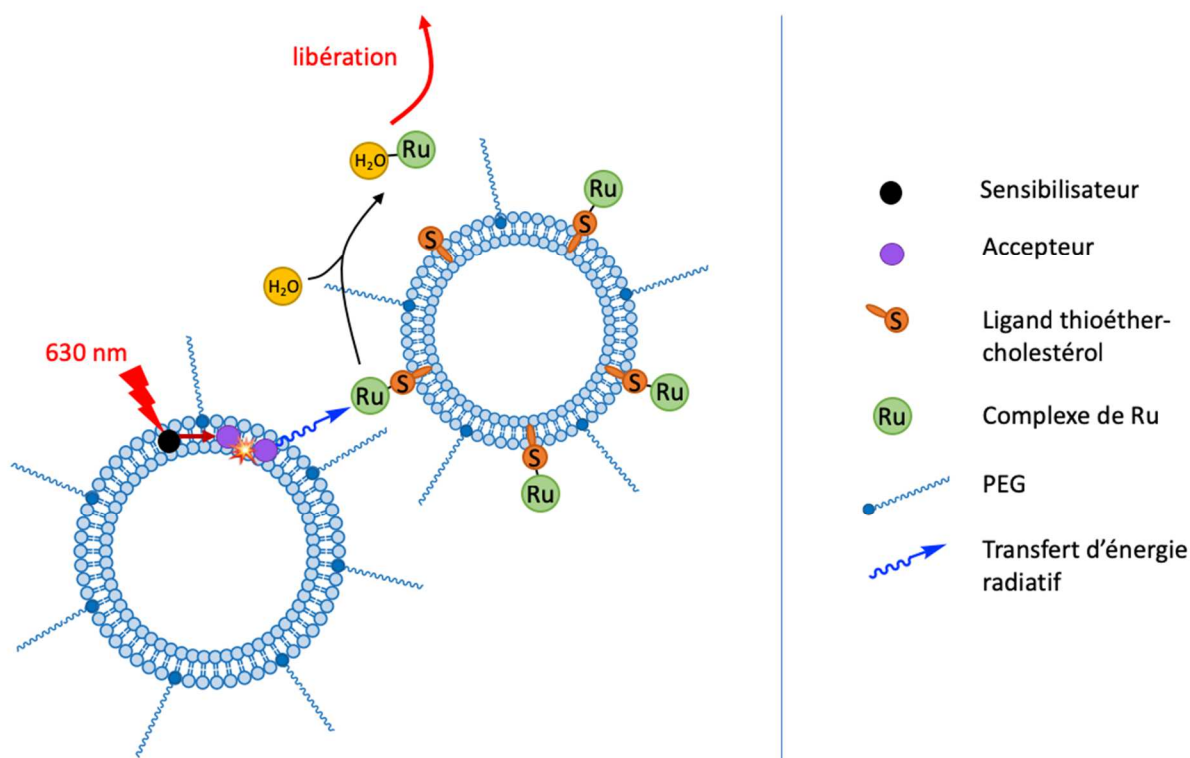 libération
H₂O
Ru
Ru
S
S
H₂O
630 nm
Ru
S
S
Ru
S
Ru
Sensibilisateur
Accepteur
S
Ligand thioéther-
cholestérol
Ru
Complexe de Ru
PEG
Transfert d'énergie
radiatif